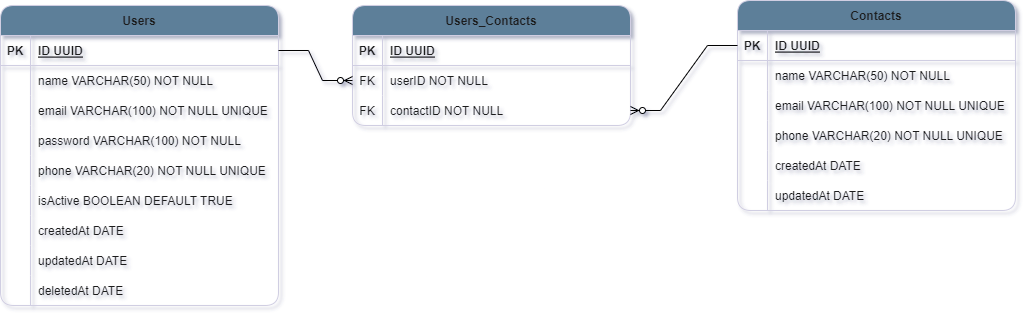 Users
PK ID UUID
name VARCHAR(50) NOT NULL
email VARCHAR(100) NOT NULL UNIQUE
password VARCHAR(100) NOT NULL
phone VARCHAR(20) NOT NULL UNIQUE
isActive BOOLEAN DEFAULT TRUE
createdAt DATE
updatedAt DATE
deletedAt DATE
Users_Contacts
PK ID UUID
FK userID NOT NULL
FK contactID NOT NULL
Contacts
PK ID UUID
name VARCHAR(50) NOT NULL
email VARCHAR(100) NOT NULL UNIQUE
phone VARCHAR(20) NOT NULL UNIQUE
createdAt DATE
updatedAt DATE